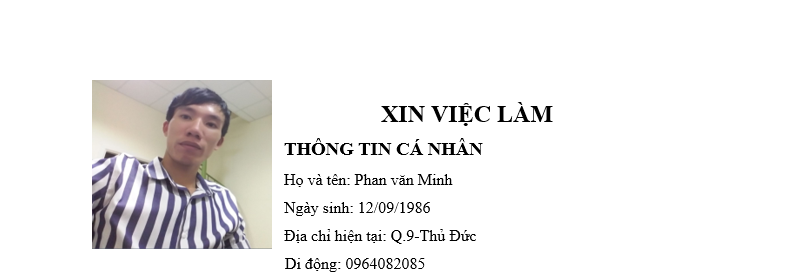 XIN VIỆC LÀM
THÔNG TIN CÁ NHÂN
Họ và tên: Phan văn Minh
Ngày sinh: 12/09/1986
Địa chỉ hiện tại: Q.9-Thủ Đức
Di động: 0964082085